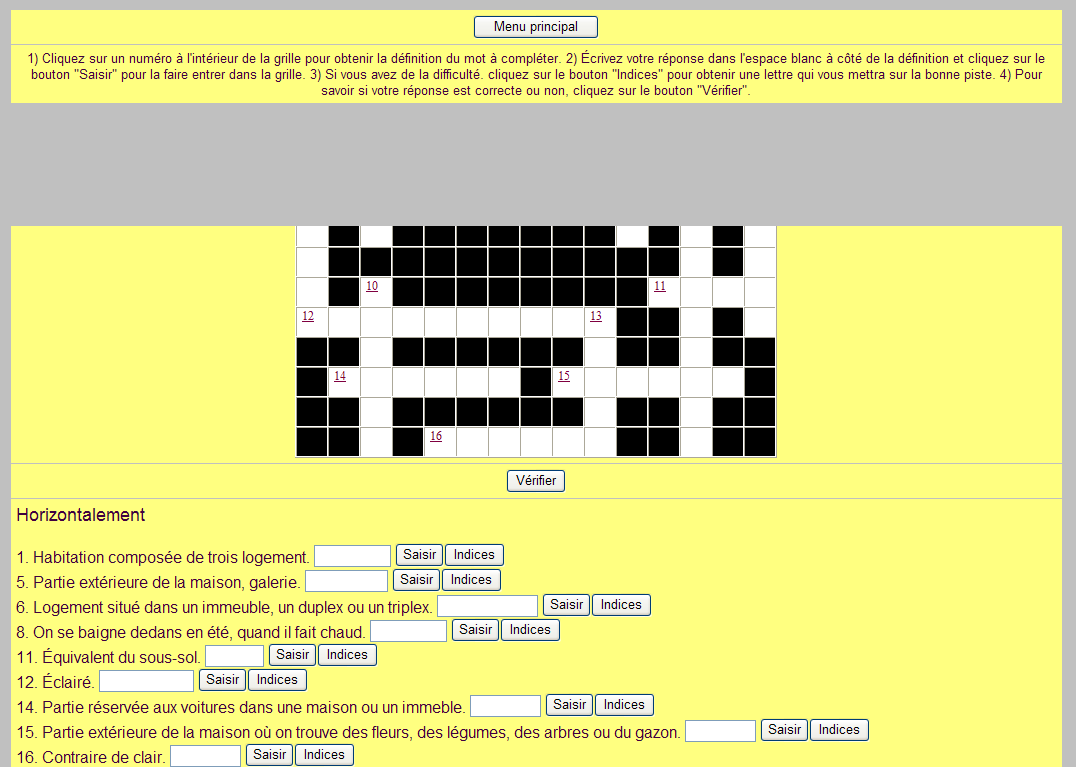 Menu principal
1) Cliquez sur un numéro à l'intérieur de la grille pour obtenir la définition du mot à compléter. 2) Écrivez votre réponse dans l'espace blanc à côté de la définition et cliquez sur le
bouton "Saisir" pour la faire entrer dans la grille. 3) Si vous avez de la difficulté. cliquez sur le bouton "Indices" pour obtenir une lettre qui vous mettra sur la bonne piste. 4) Pour
savoir si votre réponse est correcte ou non, cliquez sur le bouton "Vérifier".
10 11
12 13
14 15
16
Vérifier
Horizontalement
1. Habitation composée de trois logement. Saisir Indices
5. Partie extérieure de la maison, galerie. Saisir Indices
6. Logement situé dans un immeuble, un duplex ou un triplex. Saisir Indices
8. On se baigne dedans en été, quand il fait chaud. Saisir Indices
11. Équivalent du sous-sol. Saisir Indices
12. Éclairé. Saisir Indices
14. Partie réservée aux voitures dans une maison ou un immeble. Saisir Indices
15. Partie extérieure de la maison où on trouve des fleurs, des légumes, des arbres ou du gazon. Saisir Indices
16. Contraire de clair. Saisir Indices